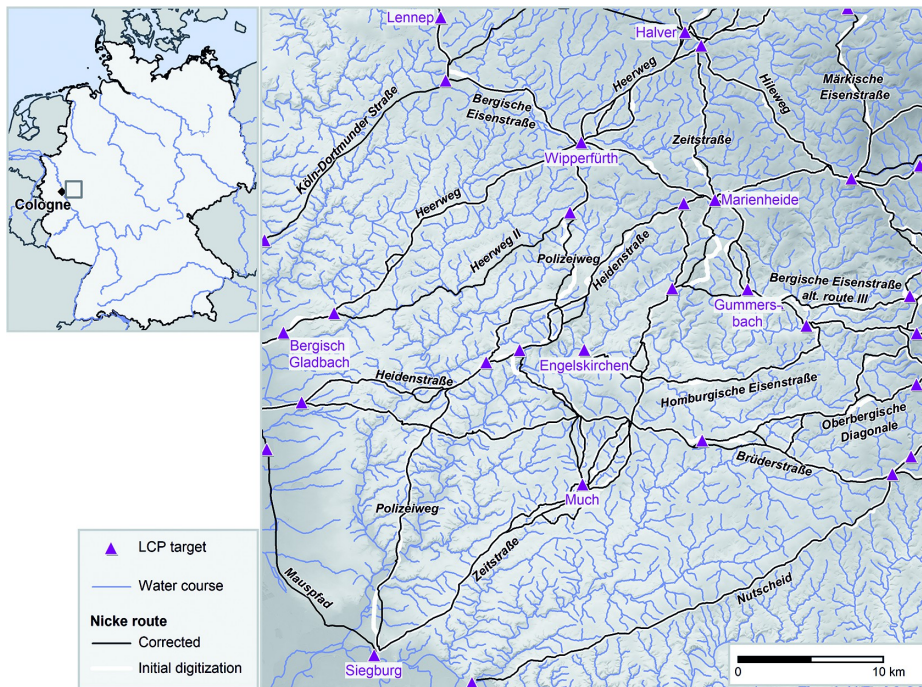 Cologne
LCP target
Water course
Nicke route
Corrected
Initial digitization
Lennep
Halver
Heerweg
Hileweg
Märkische
Eisenstraße
Köln-Dortmunder Straße
Bergische
Eisenstraße
Zeitstraße
Wipperfürth
Heerweg
Marienheide
Heerweg II
Polizeiweg
Heidenstraße
Bergische Eisenstraße
alt. route III
Gummers-
bach
Bergisch
Gladbach
Engelskirchen
Heidenstraße
Homburgische Eisenstraße
Oberbergische
Diagonale
Brüderstraße
Much
Polizeiweg
Zeitstraße
Mauspfad
Nutscheid
Siegburg
0
10 km